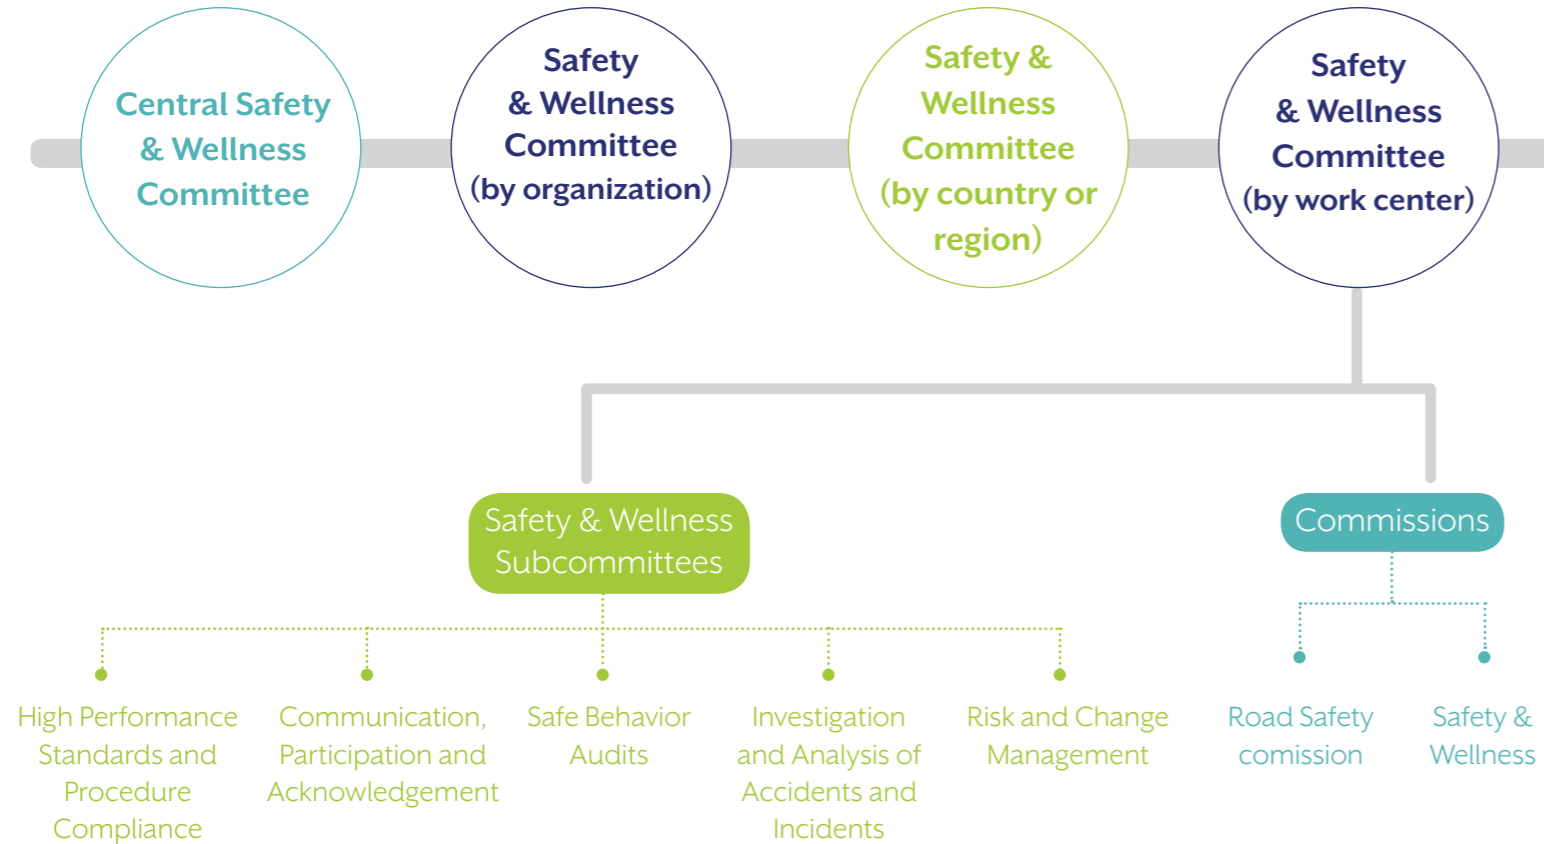 Central Safety
& Wellness
Committee
Safety
& Wellness
Committee
(by organization)
Safety &
Wellness
Committee
(by country or
region)
Safety
& Wellness
Committee
(by work center)
Safety & Wellness
Subcommittees
Commissions
High Performance
Standards and
Procedure
Compliance
Communication,
Participation and
Acknowledgement
Safe Behavior
Audits
Investigation
and Analysis of
Accidents and
Incidents
Risk and Change
Management
Road Safety
comission
Safety &
Wellness